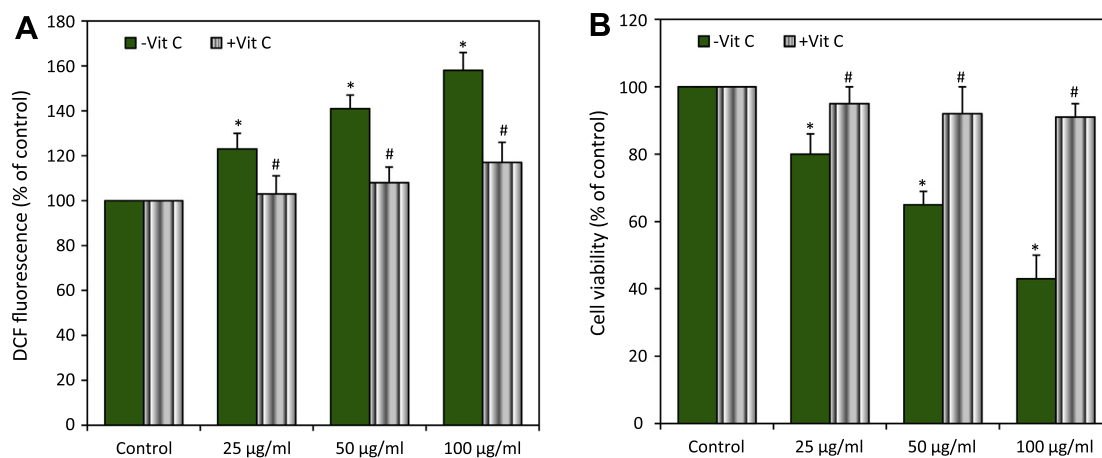 A
DCF fluorescence (% of control)
180
160
140
120
100
80
60
40
20
0
-Vit C
+Vit C
*
#
*
#
*
#
Control
25 µg/ml
50 µg/ml
100 µg/ml
B
Cell viability (% of control)
120
100
80
60
40
20
0
-Vit C
+Vit C
*
#
*
#
*
#
Control
25 µg/ml
50 µg/ml
100 µg/ml